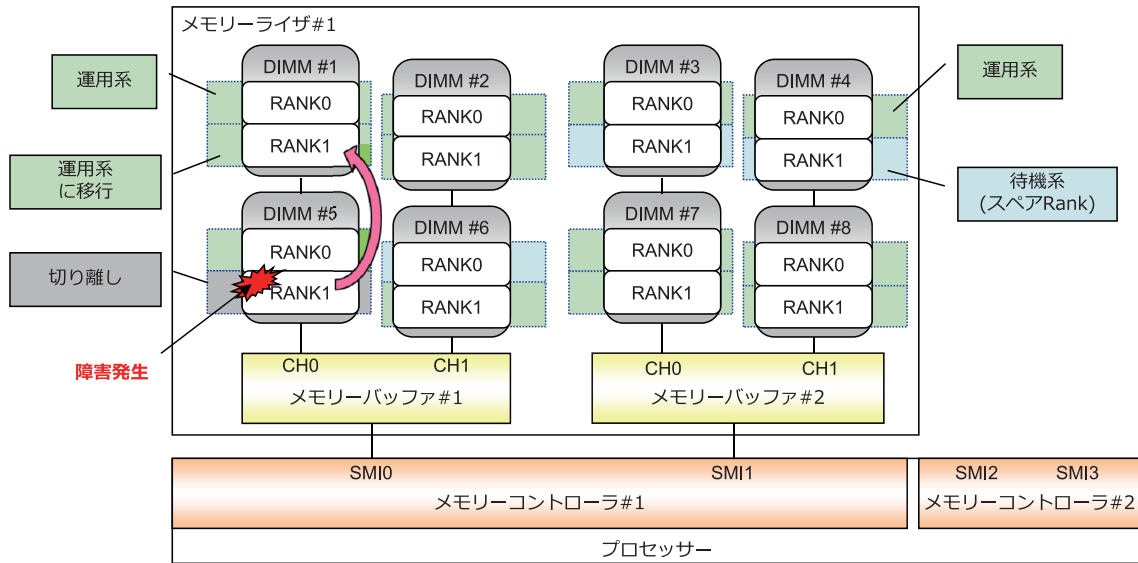 メモリーライザ#1
運用系
運用系
に移行
切り離し
障害発生
DIMM #1
RANK0
RANK1
DIMM #2
RANK0
RANK1
DIMM #3
RANK0
RANK1
DIMM #4
RANK0
RANK1
運用系
待機系
(スペアRank)
DIMM #5
RANK0
RANK1
DIMM #6
RANK0
RANK1
DIMM #7
RANK0
RANK1
DIMM #8
RANK0
RANK1
CH0 CH1
メモリーバッファ#1
CH0 CH1
メモリーバッファ#2
SMI0 SMI1
メモリーコントローラ#1
SMI2 SMI3
メモリーコントローラ#2
プロセッサー